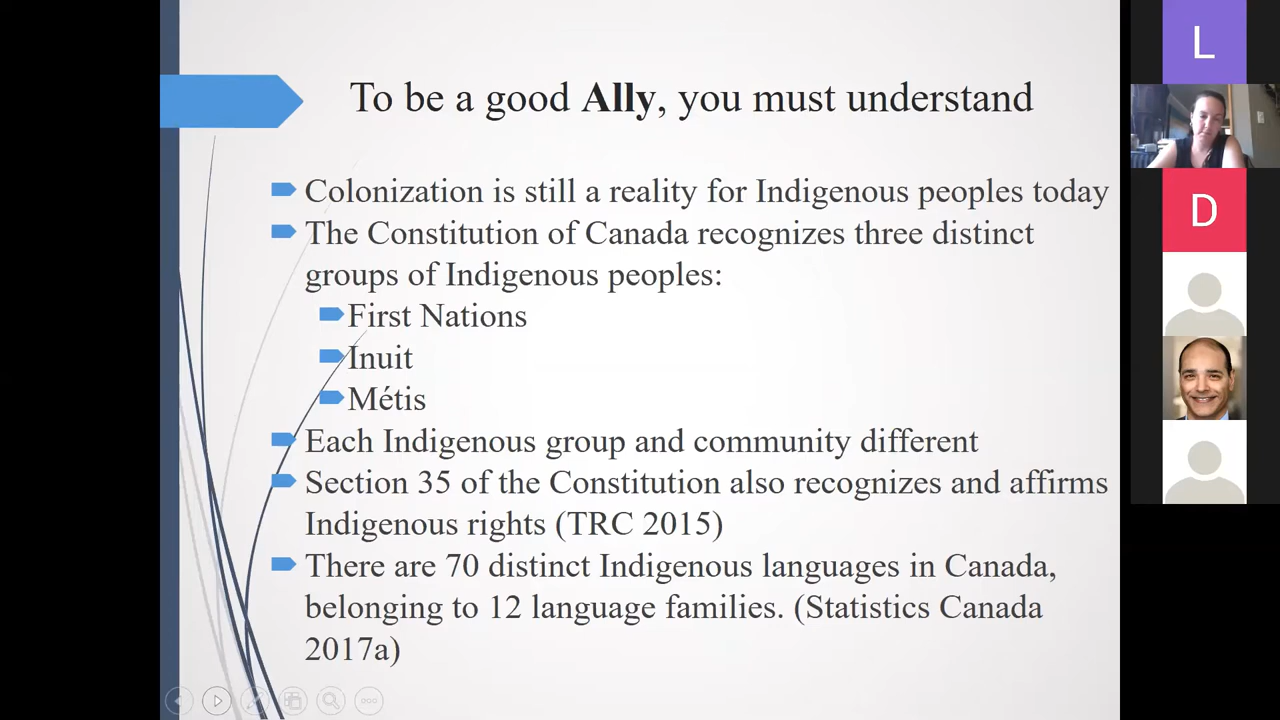 To be a good Ally, you must understand
Colonization is still a reality for Indigenous peoples today
The Constitution of Canada recognizes three distinct
groups of Indigenous peoples:
First Nations
Inuit
Métis
Each Indigenous group and community different
Section 35 of the Constitution also recognizes and affirms
Indigenous rights (TRC 2015)
There are 70 distinct Indigenous languages in Canada,
belonging to 12 language families. (Statistics Canada
2017a)
L
D